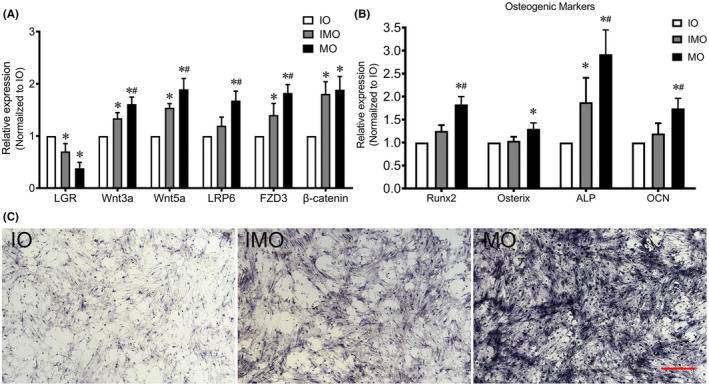 (A)
Relative expression
(Normalized to IO)
3
2
1
0
IO
IMO
MO
*
*
*
*#
*
*#
*#
*
*#
*
*
LGR
Wnt3a
Wnt5a
LRP6
FZD3
β-catenin
(B)
Osteogenic Markers
Relative expression
(Normalized to IO)
3.5
3.0
2.5
2.0
1.5
1.0
0.5
0.0
IO
IMO
MO
*#
*
*
*#
*#
Runx2
Osterix
ALP
OCN
(C)
IO
IMO
MO